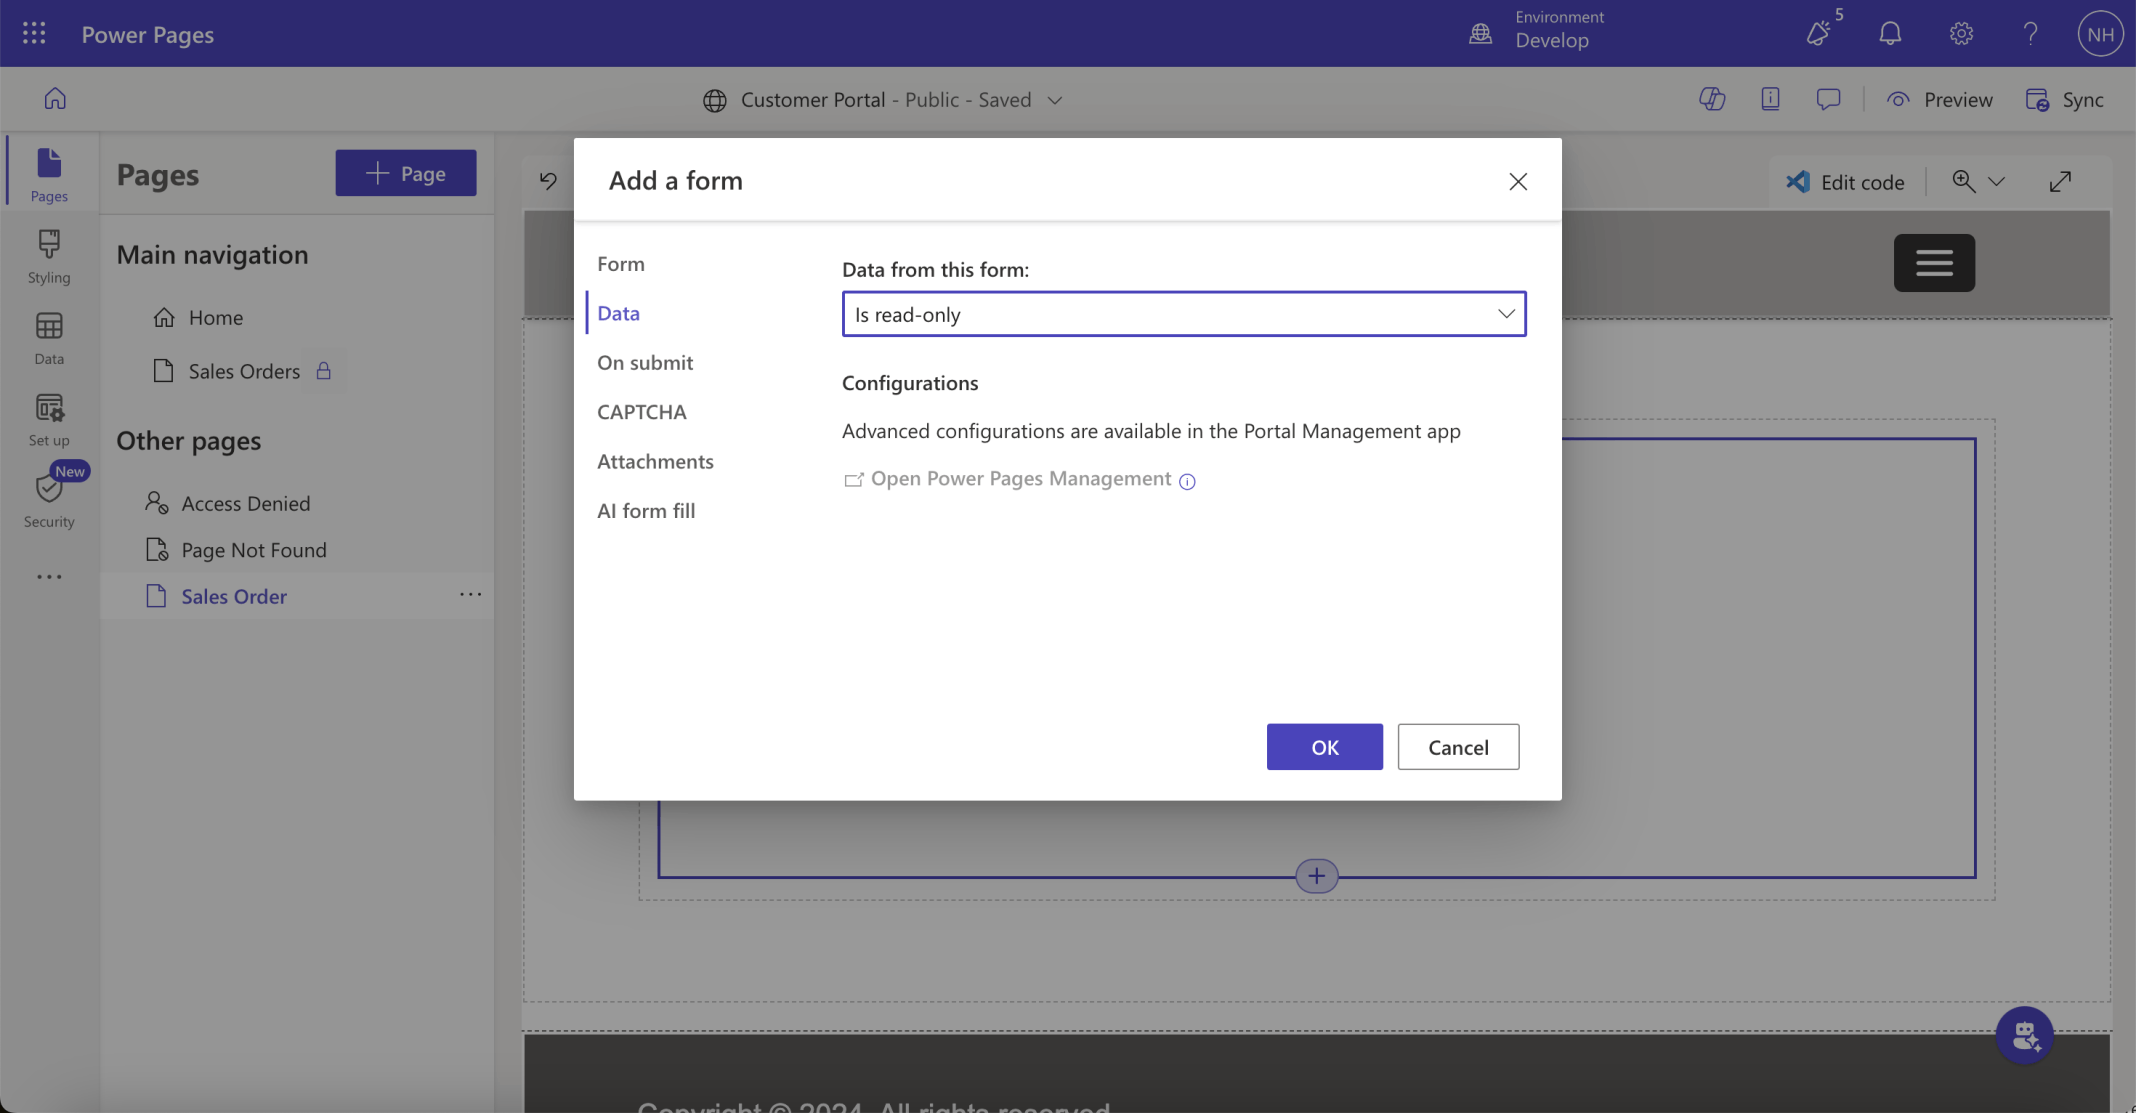 Power Pages
Environment
Develop
5
NH
Customer Portal - Public - Saved
Preview
Sync
Pages
Styling
Data
Set up
New
Security
Pages
Page
Main navigation
Home
Sales Orders
Other pages
Access Denied
Page Not Found
Sales Order
Edit code
Add a form
Form
Data
On submit
CAPTCHA
Attachments
AI form fill
Data from this form:
Is read-only
Configurations
Advanced configurations are available in the Portal Management app
Open Power Pages Management
OK
Cancel
Copyright © 2024. All rights reserved.